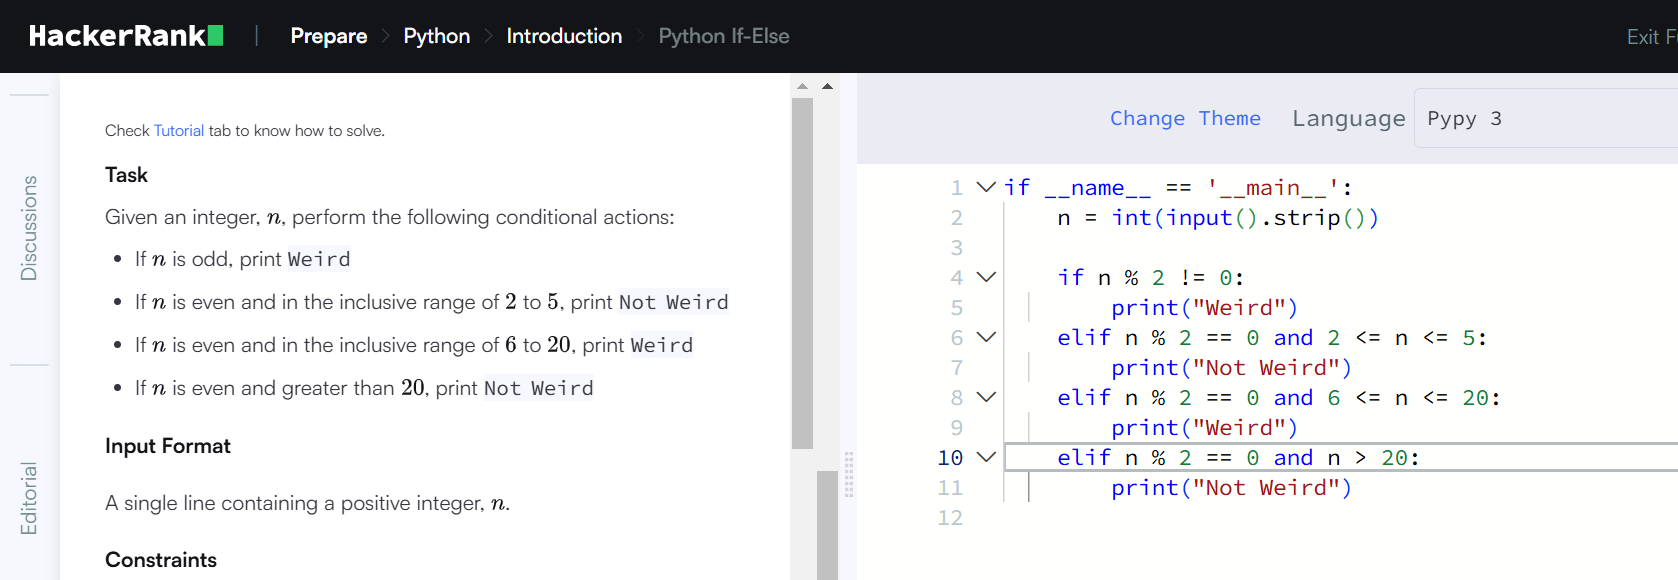 HackerRank | Prepare > Python > Introduction > Python If-Else
Exit F
Discussions
Editorial
Check Tutorial tab to know how to solve.
Task
Given an integer, n, perform the following conditional actions:
• If n is odd, print Weird
• If n is even and in the inclusive range of 2 to 5, print Not Weird
• If n is even and in the inclusive range of 6 to 20, print Weird
• If n is even and greater than 20, print Not Weird
Input Format
A single line containing a positive integer, n.
Constraints
Change Theme Language Pypy 3
1 if __name__ == '__main__':
2     n = int(input().strip())
3
4     if n % 2 != 0:
5         print("Weird")
6     elif n % 2 == 0 and 2 <= n <= 5:
7         print("Not Weird")
8     elif n % 2 == 0 and 6 <= n <= 20:
9         print("Weird")
10     elif n % 2 == 0 and n > 20:
11         print("Not Weird")
12